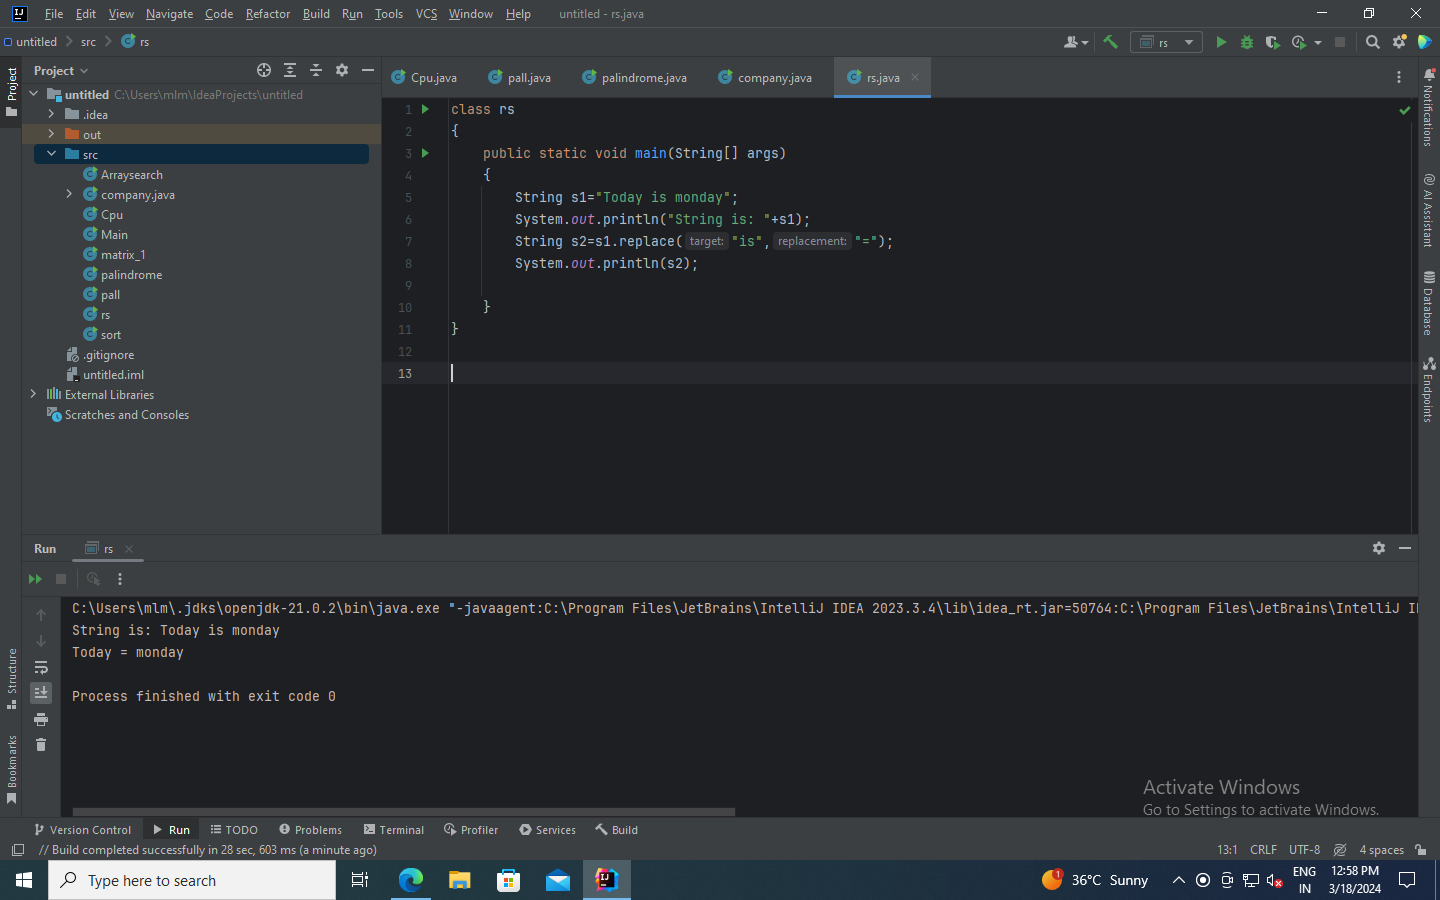 File Edit View Navigate Code Refactor Build Run Tools VCS Window Help untitled - rs.java
untitled src rs
rs
Project
Cpu.java pall.java palindrome.java company.java rs.java
untitled C:\Users\mlm\IdeaProjects\untitled
.idea
out
src
Arraysearch
company.java
Cpu
Main
matrix_1
palindrome
pall
rs
sort
.gitignore
untitled.iml
External Libraries
Scratches and Consoles
1 class rs
2 {
3 public static void main(String[] args)
4 {
5 String s1="Today is monday";
6 System.out.println("String is: "+s1);
7 String s2=s1.replace( target: "is", replacement: "=");
8 System.out.println(s2);
9
10 }
11 }
12
13
Project
Structure
Bookmarks
Notifications
AI Assistant
Database
Endpoints
Run rs
C:\Users\mlm\.jdks\openjdk-21.0.2\bin\java.exe "-javaagent:C:\Program Files\JetBrains\IntelliJ IDEA 2023.3.4\lib\idea_rt.jar=50764:C:\Program Files\JetBrains\IntelliJ
String is: Today is monday
Today = monday
Process finished with exit code 0
Activate Windows
Go to Settings to activate Windows.
Version Control Run TODO Problems Terminal Profiler Services Build
// Build completed successfully in 28 sec, 603 ms (a minute ago) 13:1 CRLF UTF-8 4 spaces
Type here to search
1 36°C Sunny
ENG
IN
12:58 PM
3/18/2024